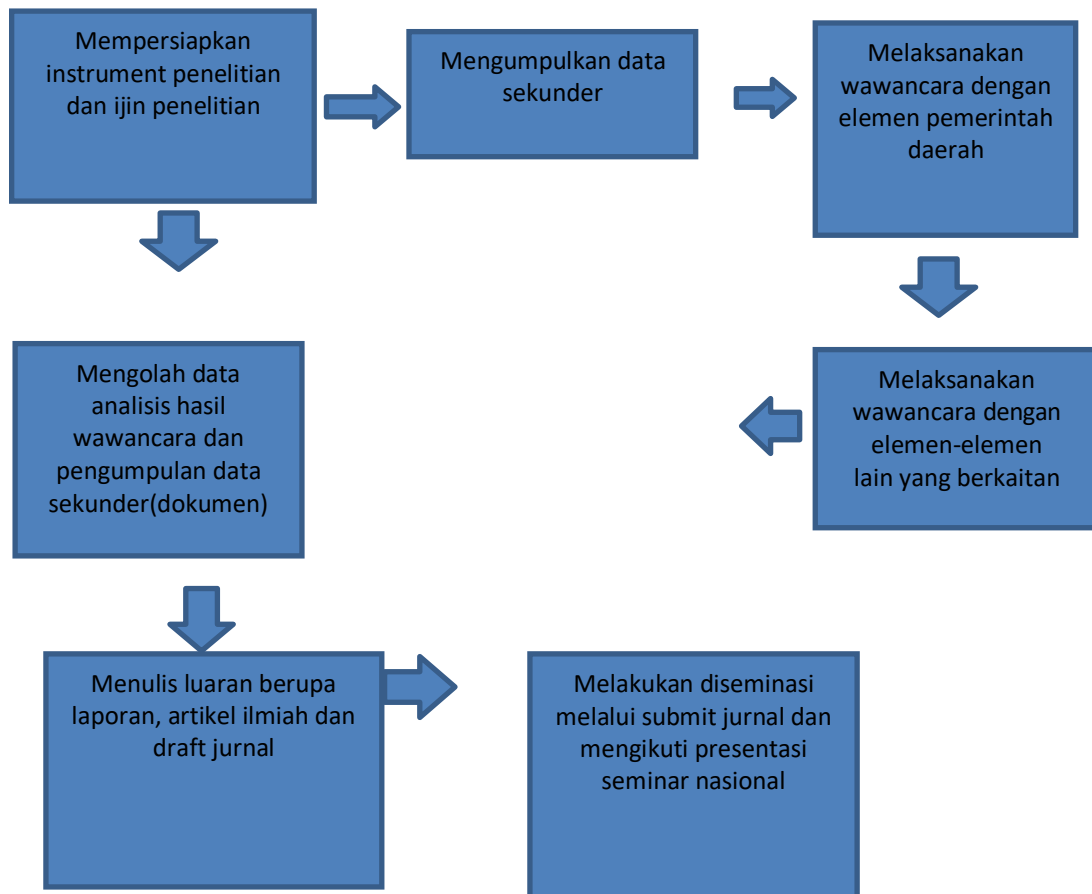 Mempersiapkan
instrument penelitian
dan ijin penelitian
Mengumpulkan data
sekunder
Melaksanakan
wawancara dengan
elemen pemerintah
daerah
Melaksanakan
wawancara dengan
elemen-elemen
lain yang berkaitan
Mengolah data
analisis hasil
wawancara dan
pengumpulan data
sekunder(dokumen)
Menulis luaran berupa
laporan, artikel ilmiah dan
draft jurnal
Melakukan diseminasi
melalui submit jurnal dan
mengikuti presentasi
seminar nasional